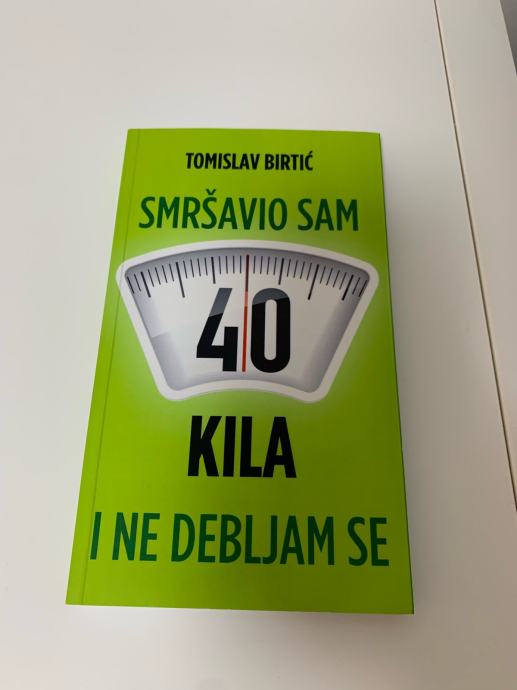 TOMISLAV BIRTIĆ
SMRŠAVIO SAM
40
KILA
I NE DEBLJAM SE